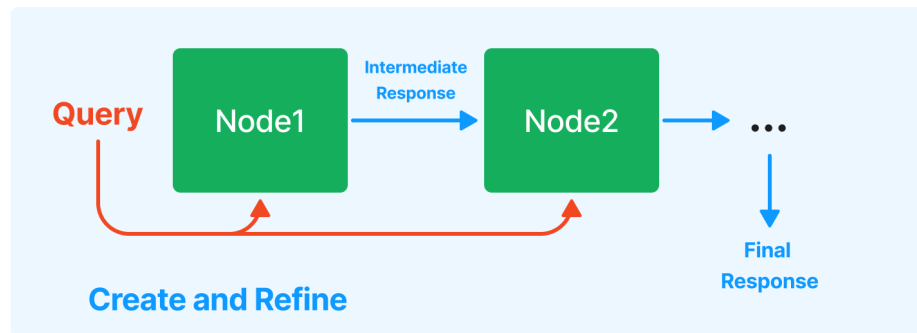 Query
Node1
Intermediate
Response
Node2
...
Final
Response
Create and Refine